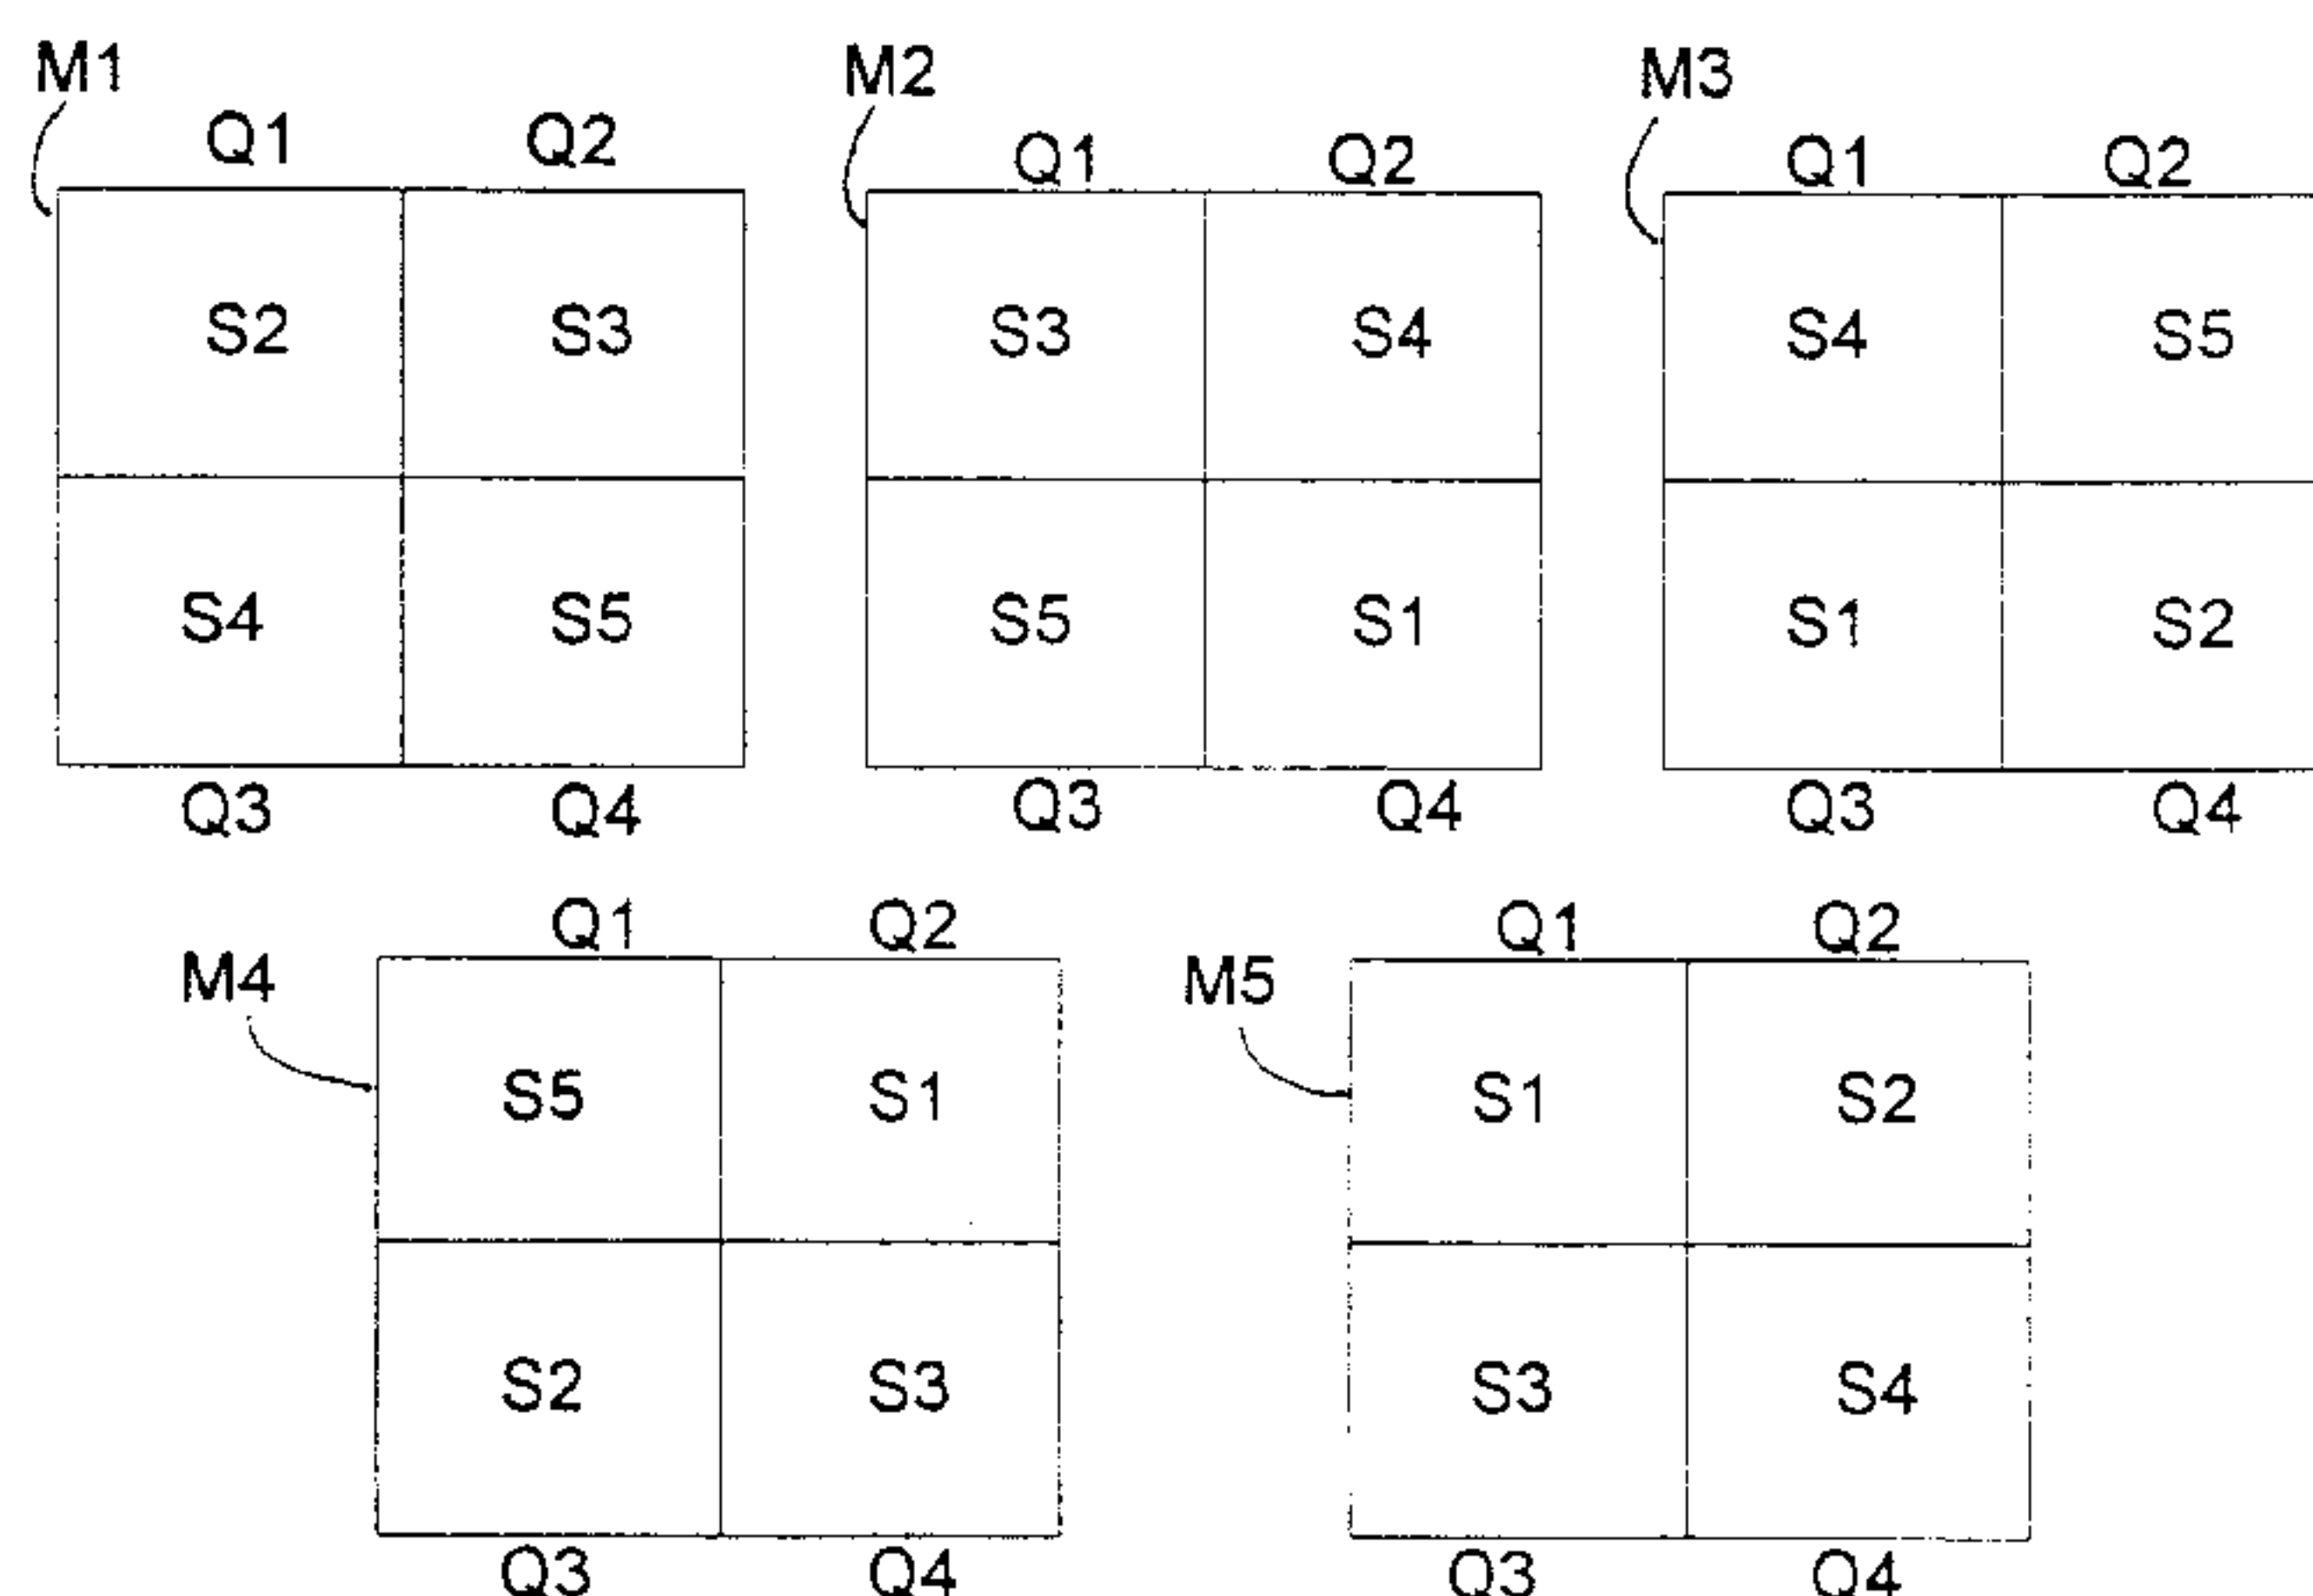 M1 M2 M3
Q1 Q2 Q1 Q2 Q1 Q2
S2 S3 S3 S4 S4 S5
S4 S5 S5 S1 S1 S2
Q3 Q4 Q3 Q4 Q3 Q4
Q1 Q2 Q1 Q2
M4 M5
S5 S1 S1 S2
S2 S3 S3 S4
Q3 Q4 Q3 Q4